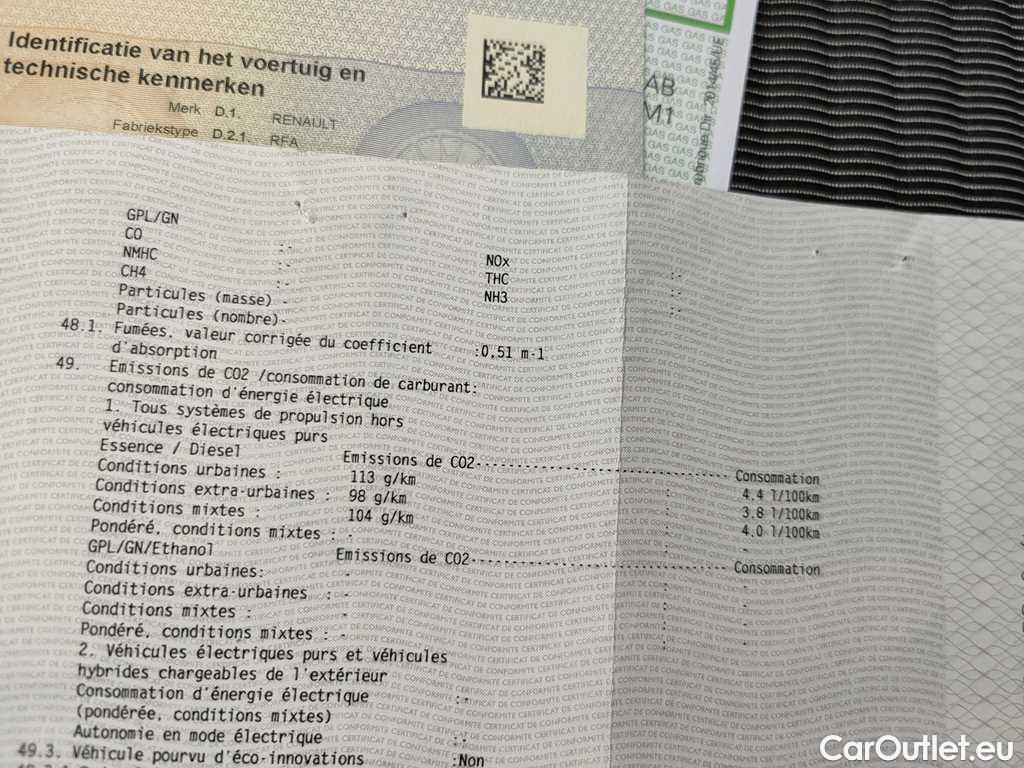 Identificatie van het voertuig en
technische kenmerken
Merk D.1. RENAULT
Fabriekstype D.2.1 RFA
AB
M1
GPL/GN
CO :- NOx :-
NMHC :- THC :-
CH4 :- NH3 :-
Particules (masse) -
Particules (nombre)-
48.1. Fumées, valeur corrigée du coefficient :0,51 m-1
d'absorption
49. Emissions de CO2 /consommation de carburant:
consommation d'énergie électrique
1. Tous systèmes de propulsion hors
véhicules électriques purs
Essence / Diesel Emissions de CO2------------------------------ Consommation
Conditions urbaines : 113 g/km : 4.4 l/100km
Conditions extra-urbaines : 98 g/km : 3.8 l/100km
Conditions mixtes : 104 g/km : 4.0 l/100km
Pondéré, conditions mixtes : - : -
GPL/GN/Ethanol Emissions de CO2------------------------------ Consommation
Conditions urbaines: - : -
Conditions extra-urbaines : - : -
Conditions mixtes : - : -
Pondéré, conditions mixtes : - : -
2. Véhicules électriques purs et véhicules
hybrides chargeables de l'extérieur
Consommation d'énergie électrique :-
(pondérée, conditions mixtes)
Autonomie en mode électrique :-
49.3. Véhicule pourvu d'éco-innovations :Non
CarOutlet.eu